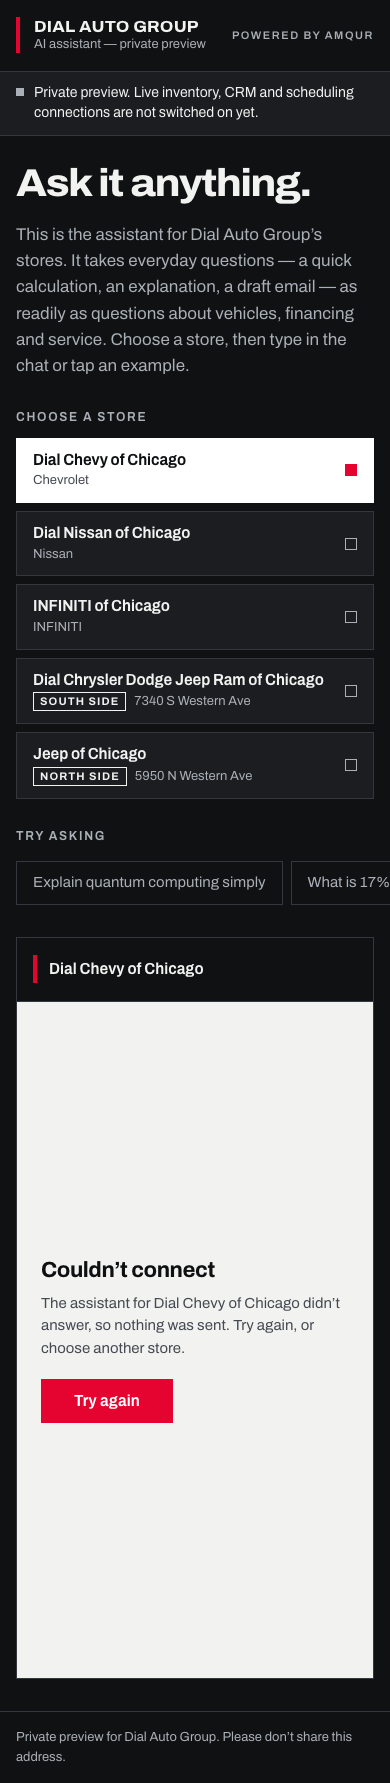 DIAL AUTO GROUP
AI assistant — private preview
POWERED BY AMQUR
Private preview. Live inventory, CRM and scheduling
connections are not switched on yet.
Ask it anything.
This is the assistant for Dial Auto Group’s
stores. It takes everyday questions — a quick
calculation, an explanation, a draft email — as
readily as questions about vehicles, financing
and service. Choose a store, then type in the
chat or tap an example.
CHOOSE A STORE
Dial Chevy of Chicago
Chevrolet
Dial Nissan of Chicago
Nissan
INFINITI of Chicago
INFINITI
Dial Chrysler Dodge Jeep Ram of Chicago
SOUTH SIDE 7340 S Western Ave
Jeep of Chicago
NORTH SIDE 5950 N Western Ave
TRY ASKING
Explain quantum computing simply
What is 17%
Dial Chevy of Chicago
Couldn’t connect
The assistant for Dial Chevy of Chicago didn’t
answer, so nothing was sent. Try again, or
choose another store.
Try again
Private preview for Dial Auto Group. Please don’t share this
address.